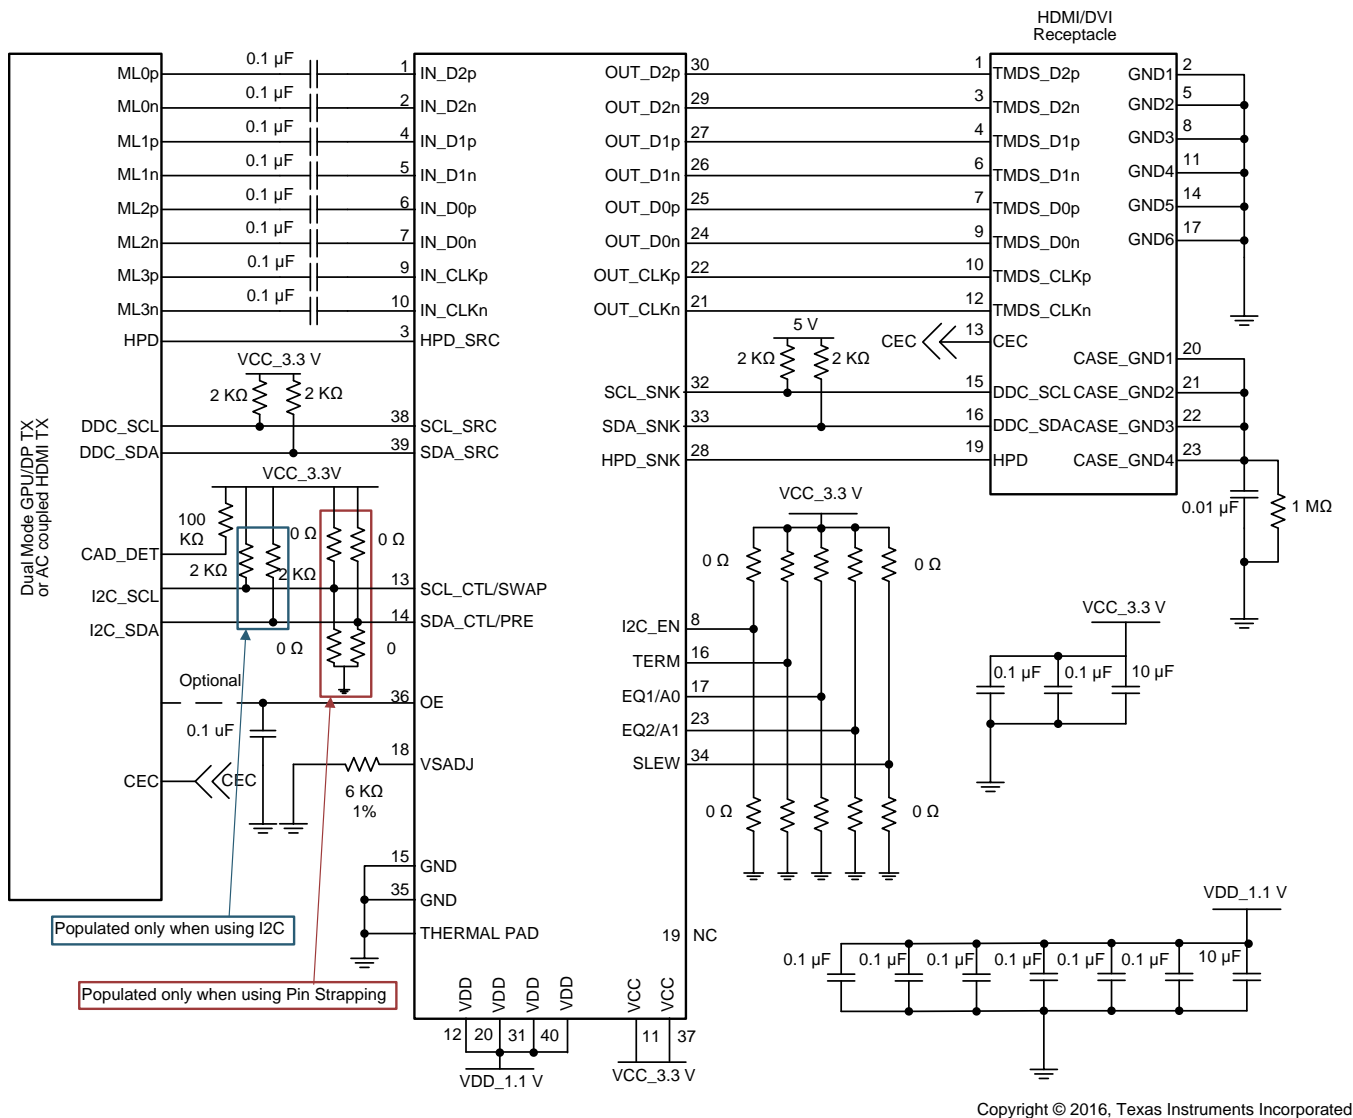 HDMI/DVI
Receptacle
Dual Mode GPU/DP TX
or AC coupled HDMI TX
ML0p
0.1 µF
1
IN_D2p
OUT_D2p
30
1
TMDS_D2p
GND1
2
ML0n
0.1 µF
2
IN_D2n
OUT_D2n
29
3
TMDS_D2n
GND2
5
ML1p
0.1 µF
4
IN_D1p
OUT_D1p
27
4
TMDS_D1p
GND3
8
ML1n
0.1 µF
5
IN_D1n
OUT_D1n
26
6
TMDS_D1n
GND4
11
ML2p
0.1 µF
6
IN_D0p
OUT_D0p
25
7
TMDS_D0p
GND5
14
ML2n
0.1 µF
7
IN_D0n
OUT_D0n
24
9
TMDS_D0n
GND6
17
ML3p
0.1 µF
9
IN_CLKp
OUT_CLKp
22
10
TMDS_CLKp
ML3n
0.1 µF
10
IN_CLKn
OUT_CLKn
21
12
TMDS_CLKn
HPD
3
HPD_SRC
5 V
CEC
13
CEC
VCC_3.3 V
2 KΩ
2 KΩ
CASE_GND1
20
2 KΩ
2 KΩ
SCL_SNK
32
15
DDC_SCL
CASE_GND2
21
DDC_SCL
38
SCL_SRC
SDA_SNK
33
16
DDC_SDA
CASE_GND3
22
DDC_SDA
39
SDA_SRC
HPD_SNK
28
19
HPD
CASE_GND4
23
VCC_3.3V
VCC_3.3 V
0.01 µF
1 MΩ
100
KΩ
0 Ω
0 Ω
CAD_DET
2 KΩ
2 KΩ
0 Ω
0 Ω
I2C_SCL
13
SCL_CTL/SWAP
I2C_SDA
14
SDA_CTL/PRE
I2C_EN
8
VCC_3.3 V
0 Ω
0
TERM
16
0.1 µF
0.1 µF
10 µF
Optional
36
OE
EQ1/A0
17
0.1 uF
EQ2/A1
23
18
VSADJ
SLEW
34
CEC
CEC
6 KΩ
1%
0 Ω
0 Ω
15
GND
35
GND
VDD_1.1 V
Populated only when using I2C
THERMAL PAD
19
NC
0.1 µF
0.1 µF
0.1 µF
0.1 µF
0.1 µF
0.1 µF
10 µF
Populated only when using Pin Strapping
VDD
VDD
VDD
VDD
VCC
VCC
12
20
31
40
11
37
VDD_1.1 V
VCC_3.3 V
Copyright © 2016, Texas Instruments Incorporated